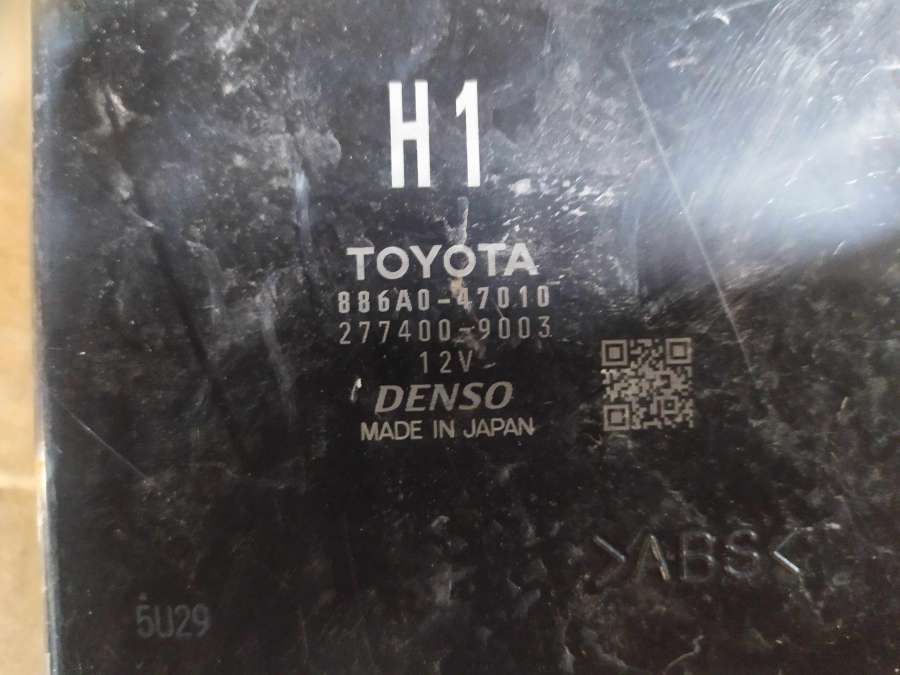 H1
TOYOTA
886A0-47010
277400-9003
12V
DENSO
MADE IN JAPAN
>ABS<
5U29